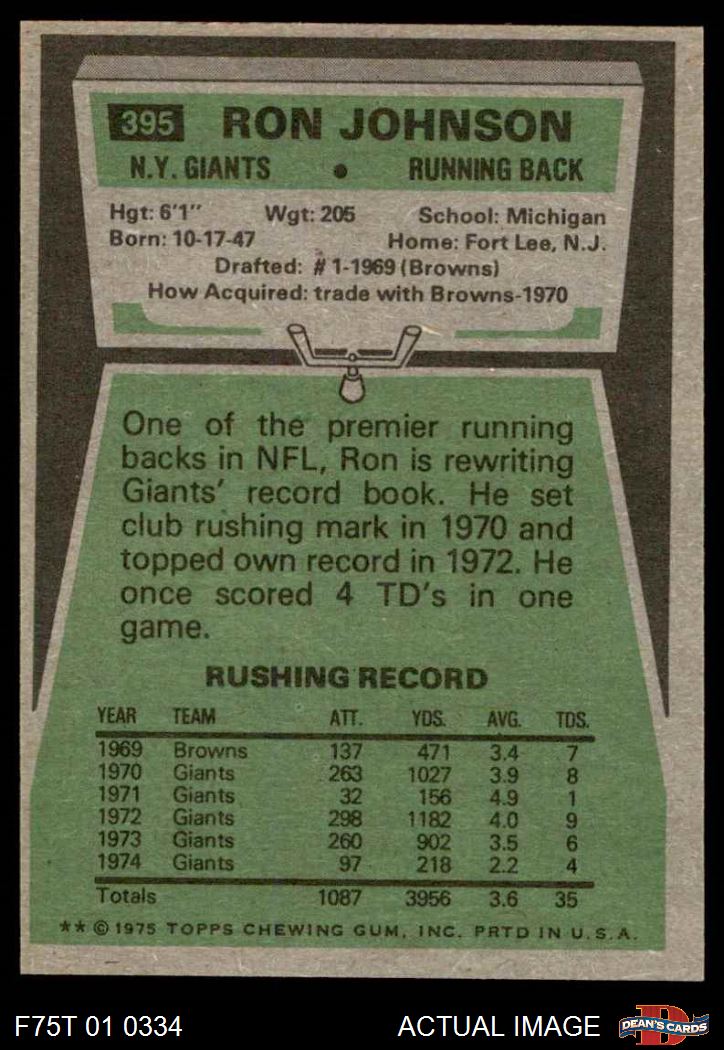 395 RON JOHNSON
N.Y. GIANTS • RUNNING BACK
Hgt: 6'1" Wgt: 205 School: Michigan
Born: 10-17-47 Home: Fort Lee, N.J.
Drafted: #1-1969 (Browns)
How Acquired: trade with Browns-1970
One of the premier running
backs in NFL, Ron is rewriting
Giants' record book. He set
club rushing mark in 1970 and
topped own record in 1972. He
once scored 4 TD's in one
game.
RUSHING RECORD
YEAR TEAM ATT. YDS. AVG. TDS.
1969 Browns 137 471 3.4 7
1970 Giants 263 1027 3.9 8
1971 Giants 32 156 4.9 1
1972 Giants 298 1182 4.0 9
1973 Giants 260 902 3.5 6
1974 Giants 97 218 2.2 4
Totals 1087 3956 3.6 35
** © 1975 TOPPS CHEWING GUM, INC. PRTD IN U.S.A.
F75T 01 0334 ACTUAL IMAGE D DEAN'S CARDS